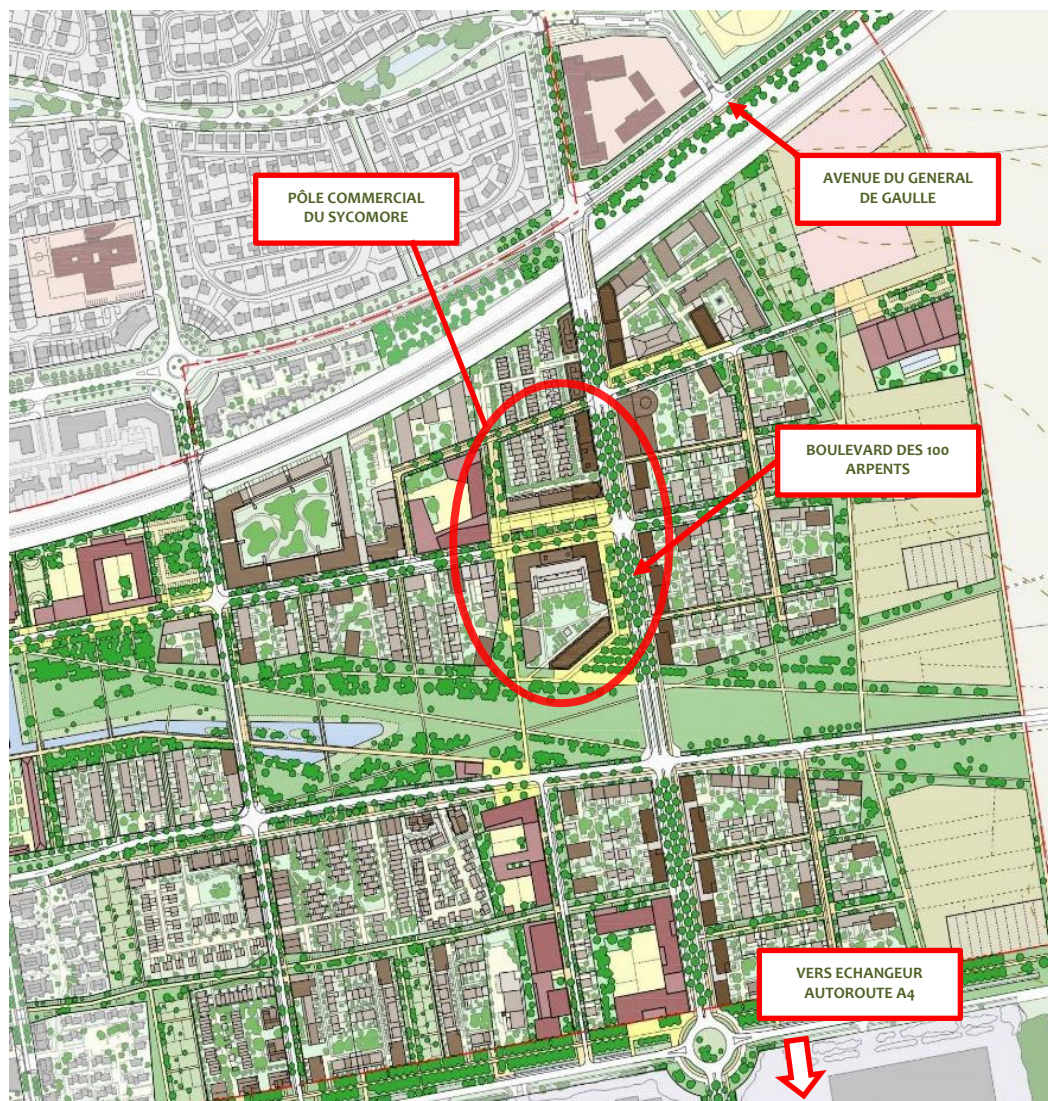 AVENUE DU GENERAL
DE GAULLE
PÔLE COMMERCIAL
DU SYCOMORE
BOULEVARD DES 100
ARPENTS
VERS ECHANGEUR
AUTOROUTE A4